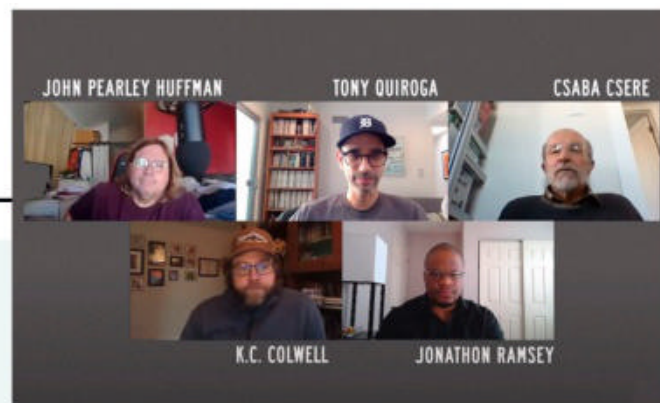 JOHN PEARLEY HUFFMAN
TONY QUIROGA
CSABA CSERE
K.C. COLWELL
JONATHON RAMSEY